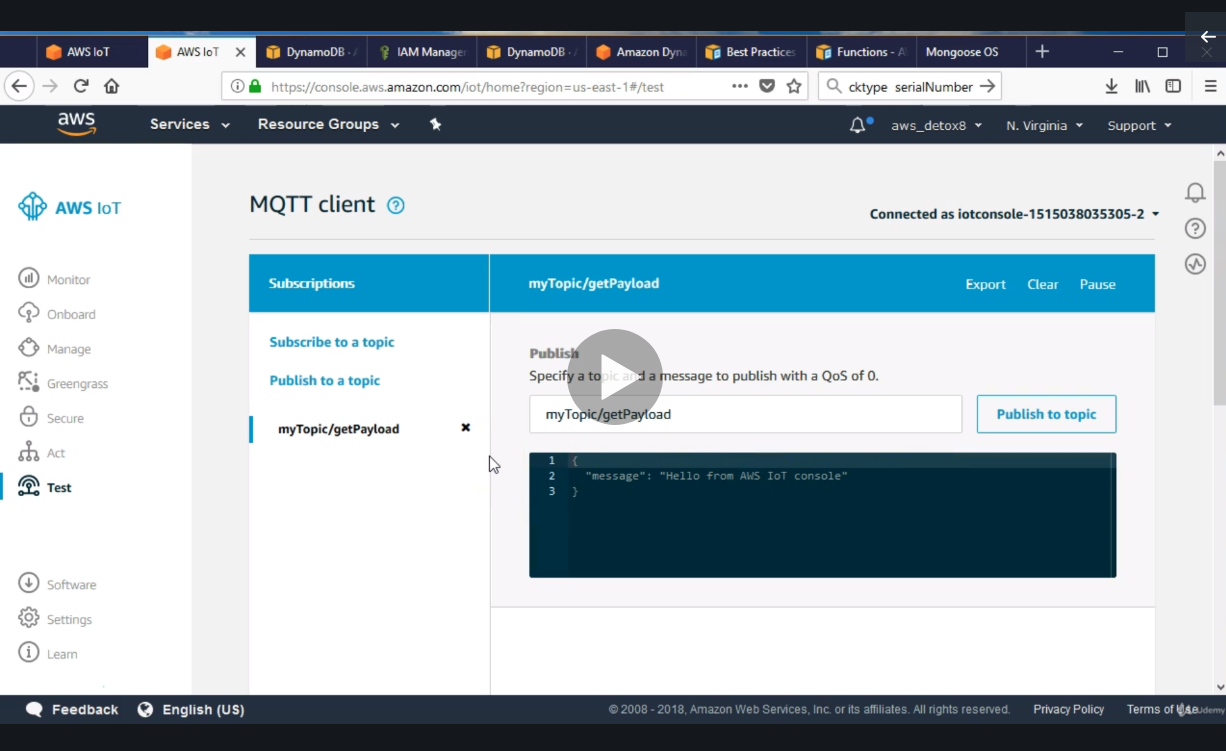 AWS IoT
AWS IoT
DynamoDB · A
IAM Manager
DynamoDB · A
Amazon Dyna
Best Practices
Functions - A
Mongoose OS
https://console.aws.amazon.com/iot/home?region=us-east-1#/test
cktype serialNumber
aws
Services
Resource Groups
aws_detox8
N. Virginia
Support
AWS IoT
Monitor
Onboard
Manage
Greengrass
Secure
Act
Test
Software
Settings
Learn
MQTT client
Connected as iotconsole-1515038035305-2
Subscriptions
Subscribe to a topic
Publish to a topic
myTopic/getPayload
myTopic/getPayload
Export Clear Pause
Publish
Specify a topic and a message to publish with a QoS of 0.
myTopic/getPayload
Publish to topic
1 {
2 "message": "Hello from AWS IoT console"
3 }
Feedback
English (US)
© 2008 - 2018, Amazon Web Services, Inc. or its affiliates. All rights reserved.
Privacy Policy
Terms of Use
Udemy